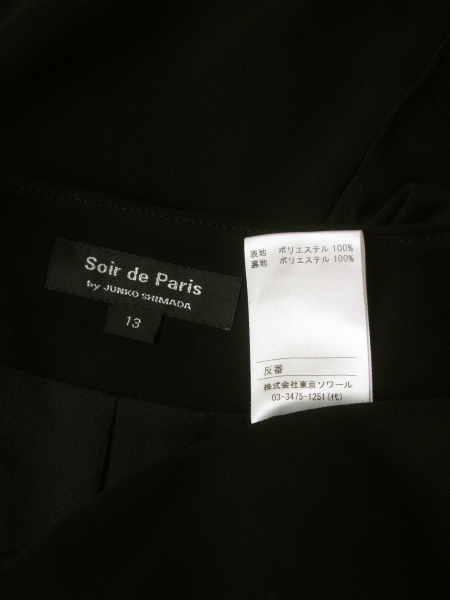 Soir de Paris
by JUNKO SHIMADA
13
表地 ポリエステル 100%
裏地 ポリエステル 100%
反番
株式会社東京ソワール
03-3475-1251(代)